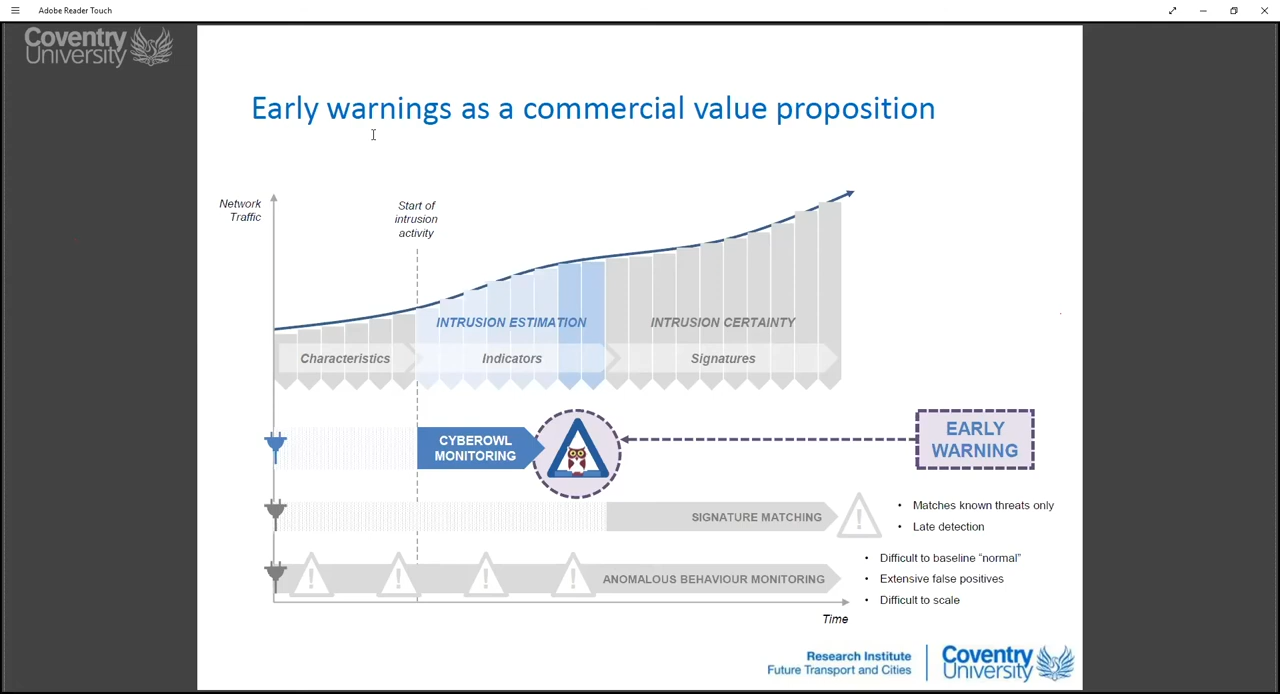 Adobe Reader Touch
Coventry
University
Early warnings as a commercial value proposition
Network
Traffic
Start of
intrusion
activity
INTRUSION ESTIMATION
INTRUSION CERTAINTY
Characteristics
Indicators
Signatures
CYBEROWL
MONITORING
EARLY
WARNING
SIGNATURE MATCHING
!
• Matches known threats only
• Late detection
! ! ! !
ANOMALOUS BEHAVIOUR MONITORING
• Difficult to baseline “normal”
• Extensive false positives
• Difficult to scale
Time
Research Institute
Future Transport and Cities
Coventry
University